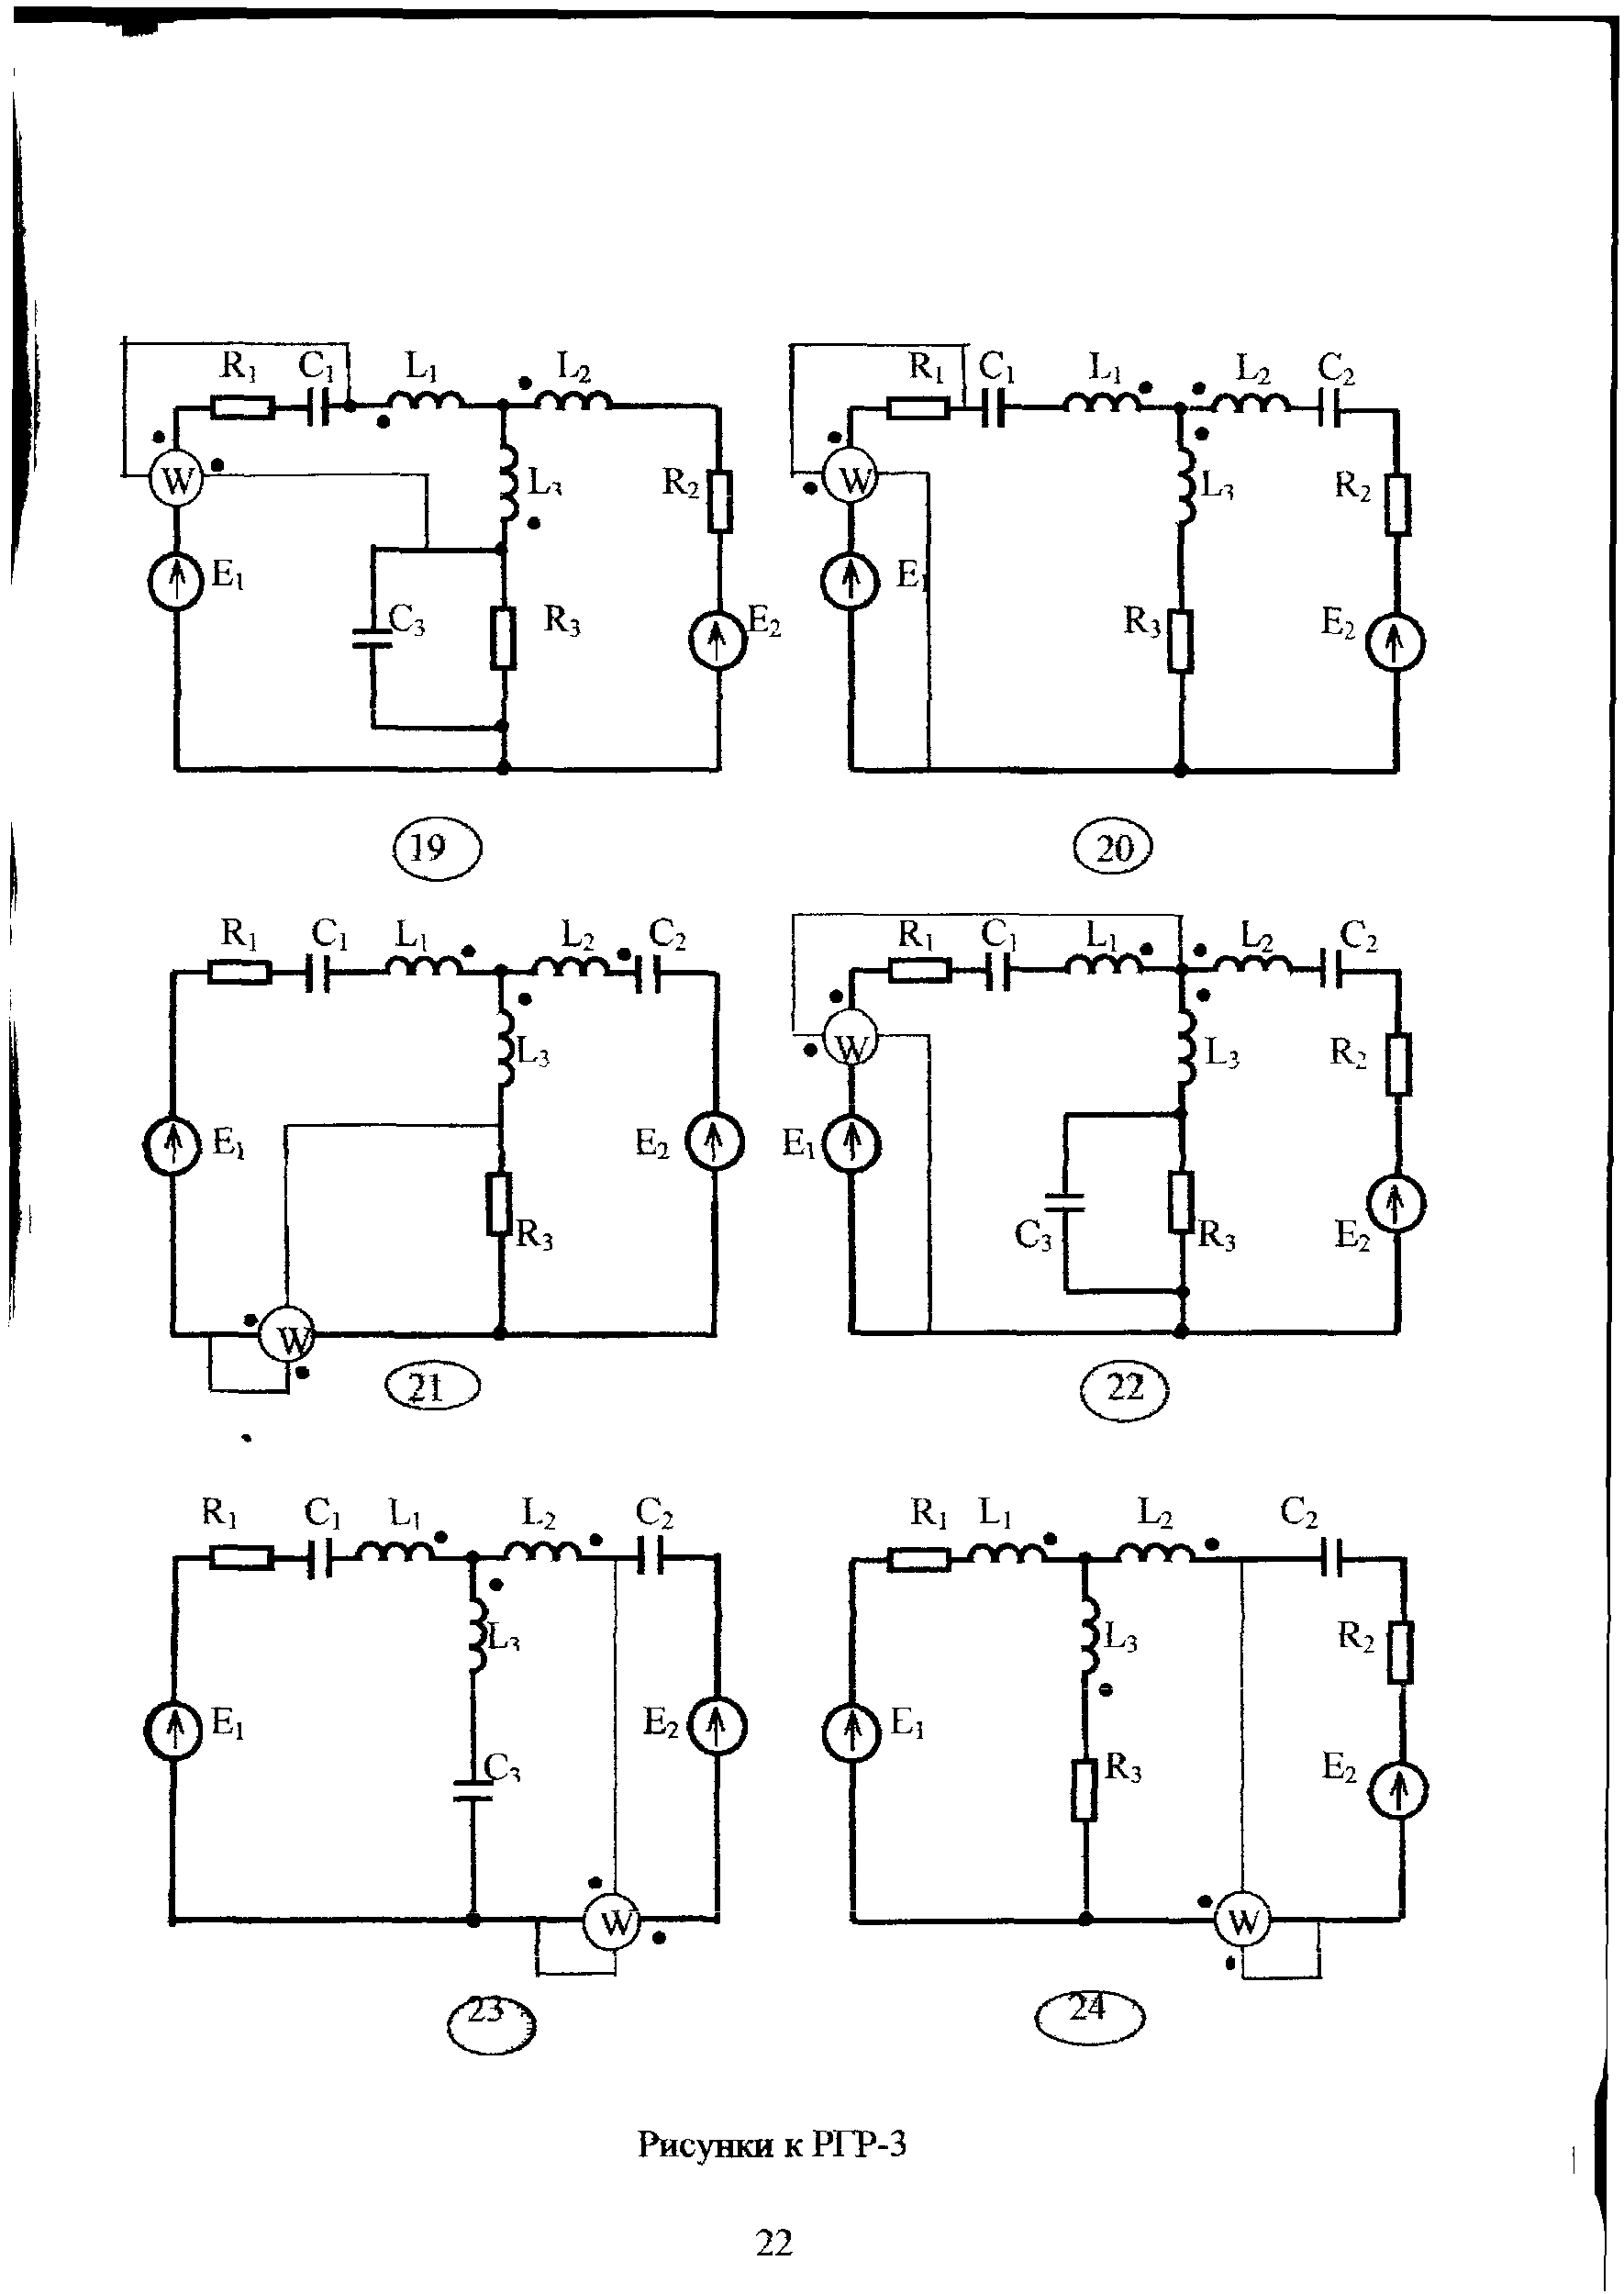 R₁ C₁ L₁ L₂
W L₃ R₂
E₁ C₃ R₃ E₂
19
R₁ C₁ L₁ L₂ C₂
W L₃ R₂
E₁ R₃ E₂
20
R₁ C₁ L₁ L₂ C₂
L₃
E₁ E₂
R₃
W
21
R₁ C₁ L₁ L₂ C₂
W L₃ R₂
E₁
C₃ R₃ E₂
22
R₁ C₁ L₁ L₂ C₂
L₃
E₁ E₂
C₃
W
23
R₁ L₁ L₂ C₂
L₃ R₂
E₁
R₃ E₂
W
24
Рисунки к РГР-3
22